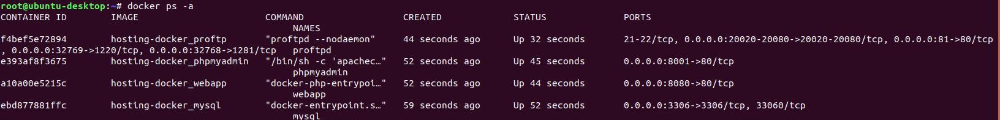 root@ubuntu-desktop:~# docker ps -a
CONTAINER ID        IMAGE                       COMMAND                  CREATED             STATUS              PORTS
                                                     NAMES
f4bef5e72894        hosting-docker_proftp       "proftpd --nodaemon"     44 seconds ago      Up 32 seconds       21-22/tcp, 0.0.0.0:20020-20080->20020-20080/tcp, 0.0.0.0:81->80/tcp
, 0.0.0.0:32769->1220/tcp, 0.0.0.0:32768->1281/tcp   proftpd
e393af8f3675        hosting-docker_phpmyadmin   "/bin/sh -c 'apachec…"   52 seconds ago      Up 45 seconds       0.0.0.0:8001->80/tcp
                                                     phpmyadmin
a10a00e5215c        hosting-docker_webapp       "docker-php-entrypoi…"   52 seconds ago      Up 44 seconds       0.0.0.0:8080->80/tcp
                                                     webapp
ebd877881ffc        hosting-docker_mysql        "docker-entrypoint.s…"   59 seconds ago      Up 52 seconds       0.0.0.0:3306->3306/tcp, 33060/tcp
                                                     mysql